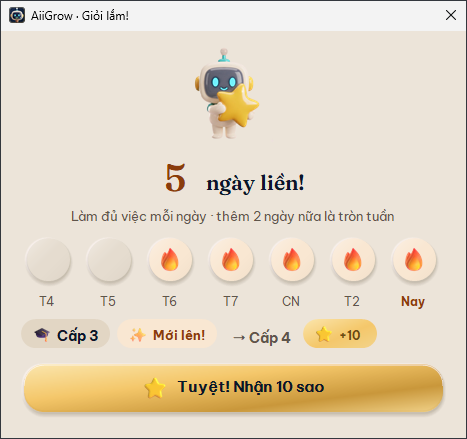 AiiGrow · Giỏi lắm!
5 ngày liền!
Làm đủ việc mỗi ngày · thêm 2 ngày nữa là tròn tuần
T4 T5 T6 T7 CN T2 Nay
Cấp 3 Mới lên! → Cấp 4 +10
Tuyệt! Nhận 10 sao